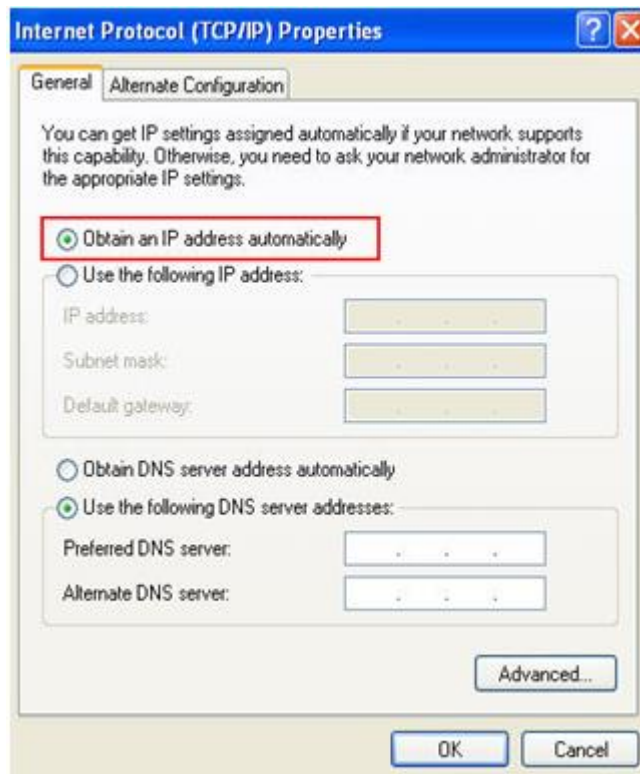 Internet Protocol (TCP/IP) Properties
General
Alternate Configuration
You can get IP settings assigned automatically if your network supports
this capability. Otherwise, you need to ask your network administrator for
the appropriate IP settings.
Obtain an IP address automatically
Use the following IP address:
IP address:
Subnet mask:
Default gateway:
Obtain DNS server address automatically
Use the following DNS server addresses:
Preferred DNS server:
Alternate DNS server:
Advanced...
OK
Cancel